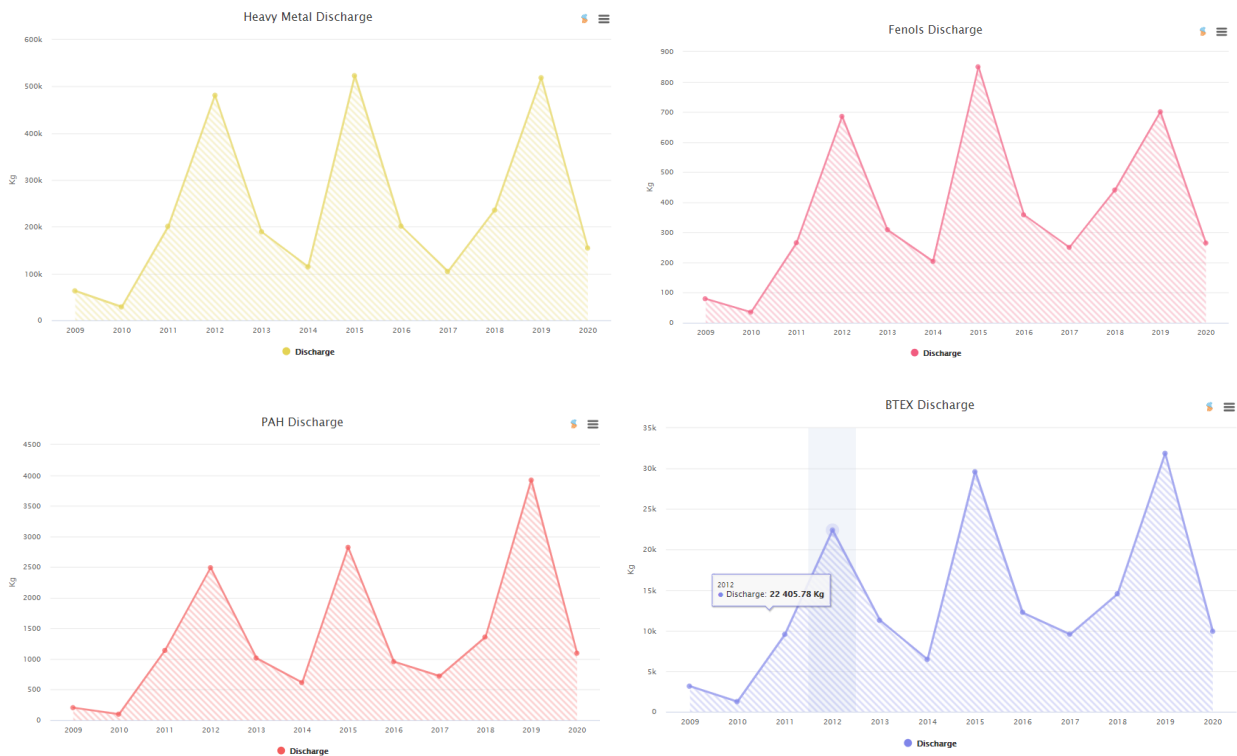 Heavy Metal Discharge
600k
500k
400k
300k
200k
100k
0
Kg
2009 2010 2011 2012 2013 2014 2015 2016 2017 2018 2019 2020
Discharge
Fenols Discharge
900
800
700
600
500
400
300
200
100
0
Kg
2009 2010 2011 2012 2013 2014 2015 2016 2017 2018 2019 2020
Discharge
PAH Discharge
4500
4000
3500
3000
2500
2000
1500
1000
500
0
Kg
2009 2010 2011 2012 2013 2014 2015 2016 2017 2018 2019 2020
Discharge
BTEX Discharge
35k
30k
25k
20k
15k
10k
5k
0
Kg
2012
Discharge: 22 405.78 Kg
2009 2010 2011 2012 2013 2014 2015 2016 2017 2018 2019 2020
Discharge